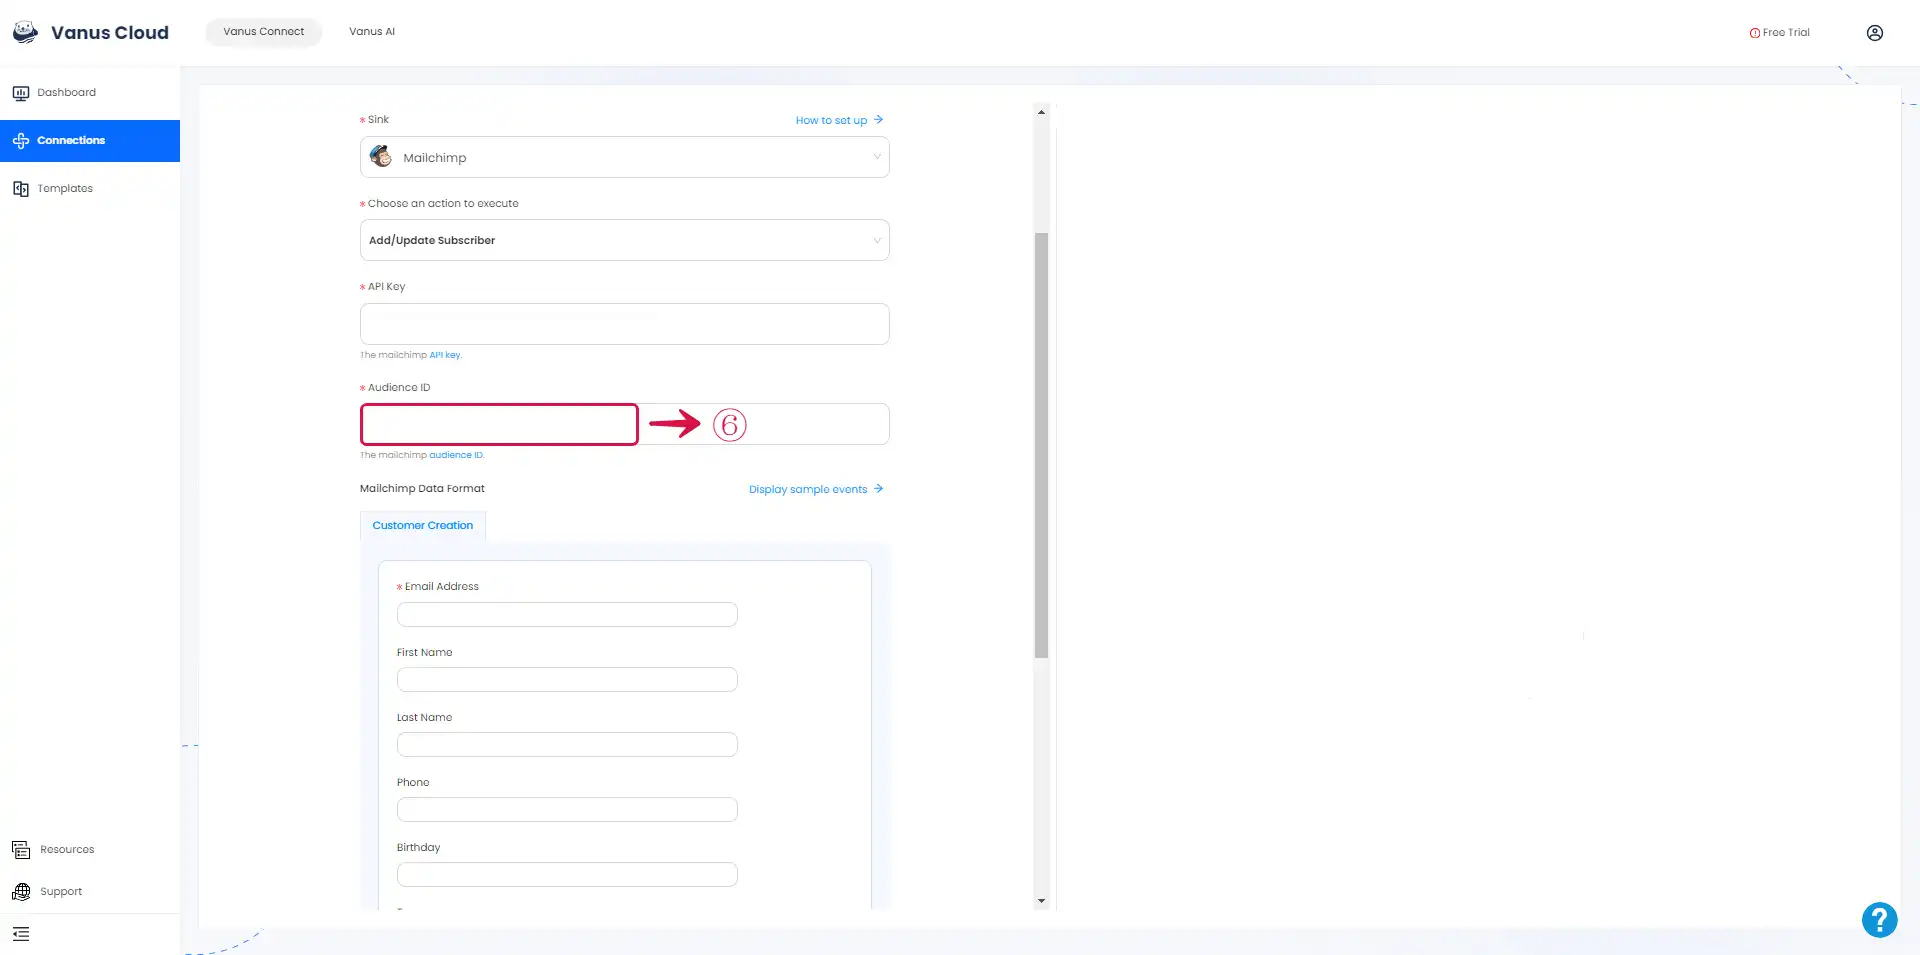 Vanus Cloud
Vanus Connect
Vanus AI
Free Trial
Dashboard
Connections
Templates
* Sink
How to set up →
Mailchimp
* Choose an action to execute
Add/Update Subscriber
* API Key
The mailchimp API key.
* Audience ID
→ ⑥
The mailchimp audience ID.
Mailchimp Data Format
Display sample events →
Customer Creation
* Email Address
First Name
Last Name
Phone
Birthday
Resources
Support
?